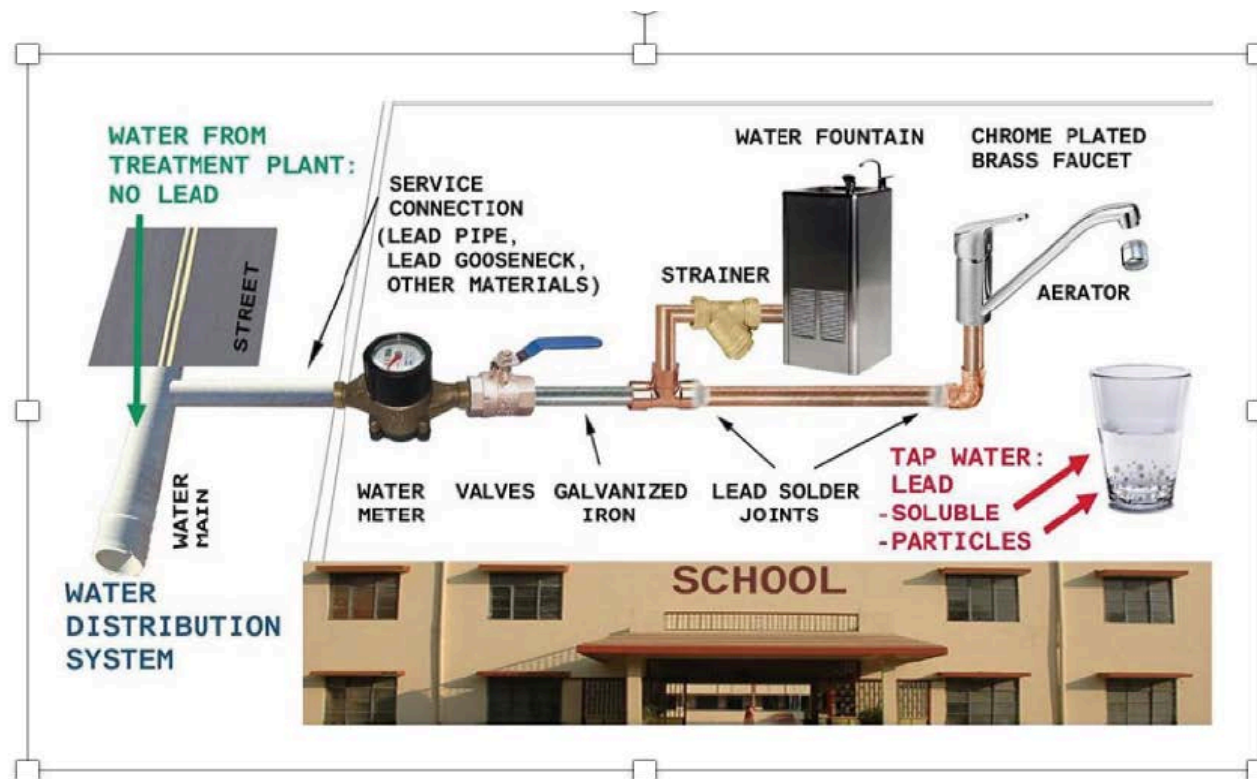 WATER FROM
TREATMENT PLANT:
NO LEAD
SERVICE
CONNECTION
(LEAD PIPE,
LEAD GOOSENECK,
OTHER MATERIALS)
STREET
WATER FOUNTAIN
CHROME PLATED
BRASS FAUCET
STRAINER
AERATOR
WATER
MAIN
WATER
METER
VALVES
GALVANIZED
IRON
LEAD SOLDER
JOINTS
TAP WATER:
LEAD
-SOLUBLE
-PARTICLES
WATER
DISTRIBUTION
SYSTEM
SCHOOL